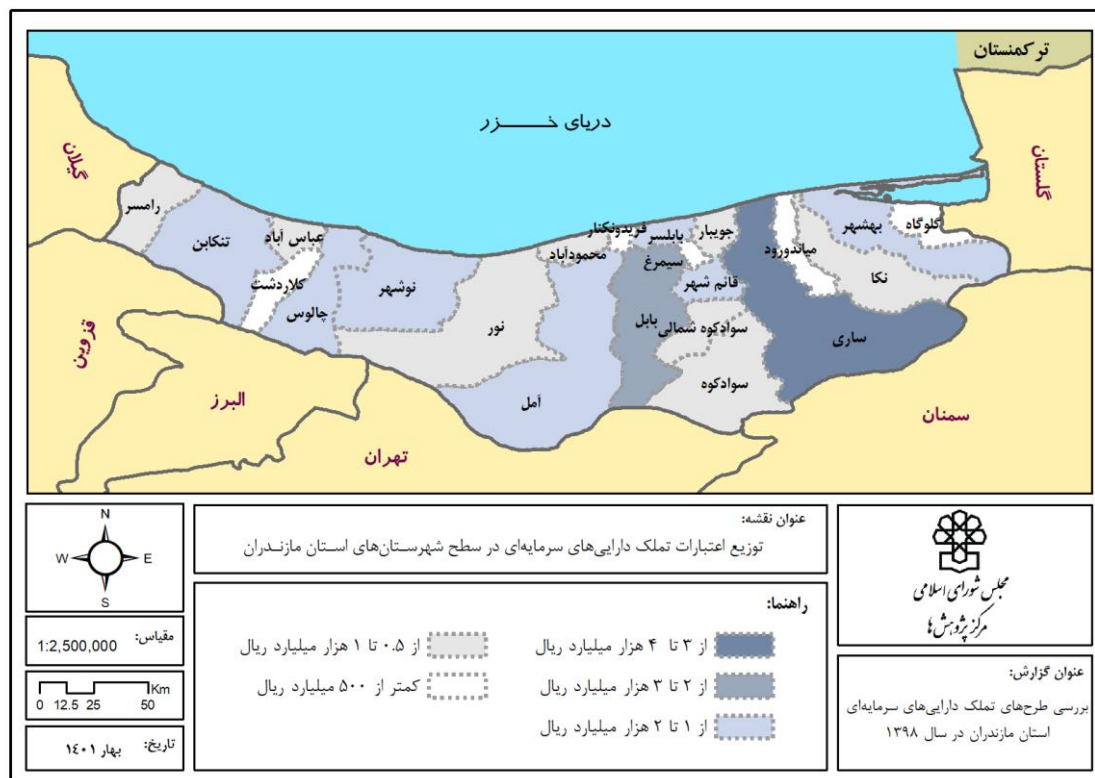 ترکمنستان
دریای خـــــزر
گیلان
گلستان
رامسر
تنکابن
عباس آباد
کلاردشت
چالوس
نوشهر
نور
محمودآباد
آمل
فریدونکنار
بابلسر
سیمرغ
بابل
جویبار
قائم شهر
سوادکوه شمالی
سوادکوه
ساری
میاندورود
بهشهر
گلوگاه
نکا
قزوین
البرز
تهران
سمنان
N
W E
S
مقیاس:
1:2,500,000
Km
0 12.5 25 50
تاریخ: بهار ۱۴۰۱
عنوان نقشه:
توزیع اعتبارات تملک دارایی‌های سرمایه‌ای در سطح شهرستان‌های استان مازندران
راهنما:
از ۳ تا ۴ هزار میلیارد ریال
از ۲ تا ۳ هزار میلیارد ریال
از ۱ تا ۲ هزار میلیارد ریال
از ۰.۵ تا ۱ هزار میلیارد ریال
کمتر از ۵۰۰ میلیارد ریال
مجلس شورای اسلامی
مرکز پژوهش‌ها
عنوان گزارش:
بررسی طرح‌های تملک دارایی‌های سرمایه‌ای
استان مازندران در سال ۱۳۹۸